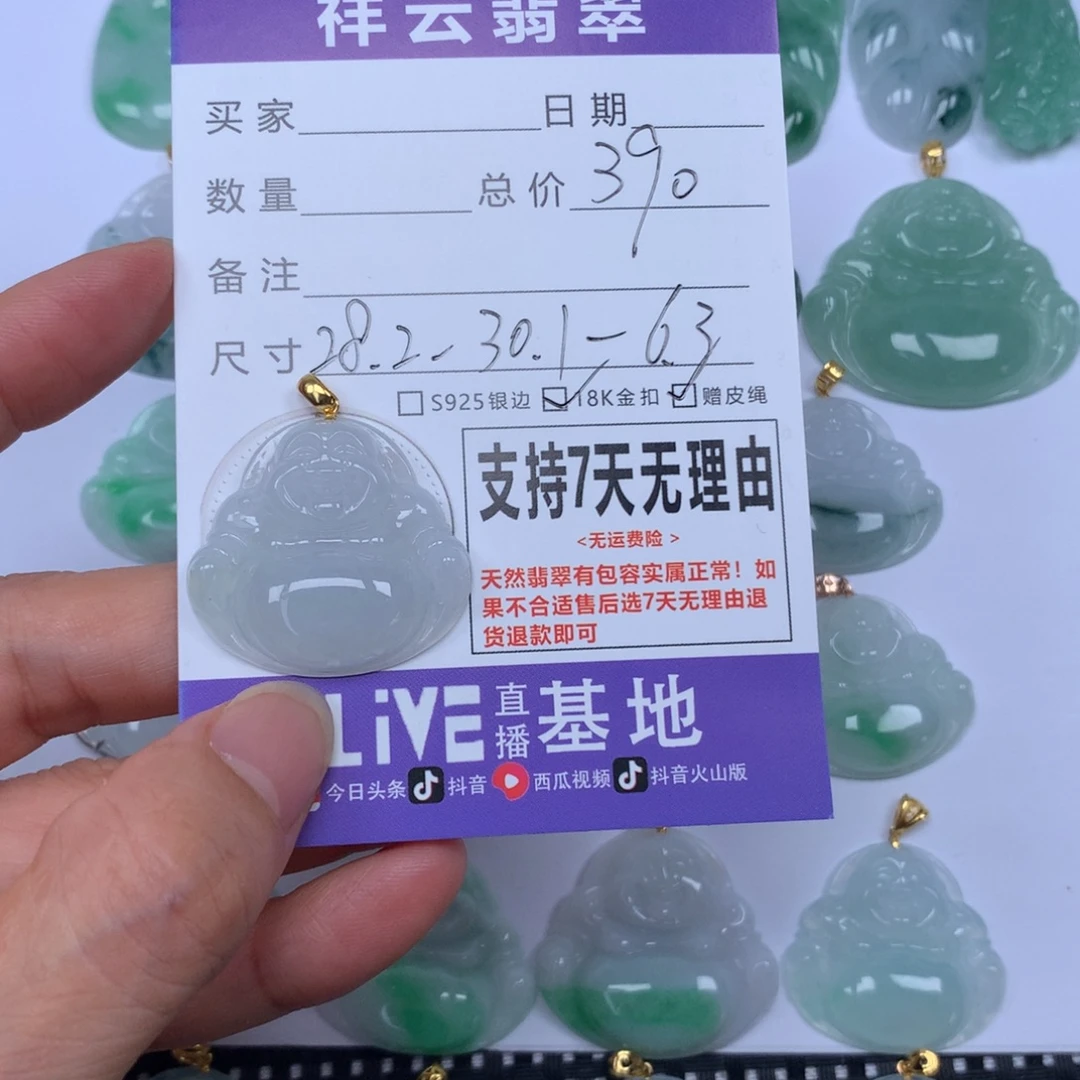 祥云翡翠
买家 日期
数量 总价 390
备注
尺寸 28.2-30.1-6.3
S925银边 18K金扣 赠皮绳
支持7天无理由
<无运费险 >
天然翡翠有包容实属正常！如
果不合适售后选7天无理由退
货退款即可
LiVE直播基地
今日头条 抖音 西瓜视频 抖音火山版